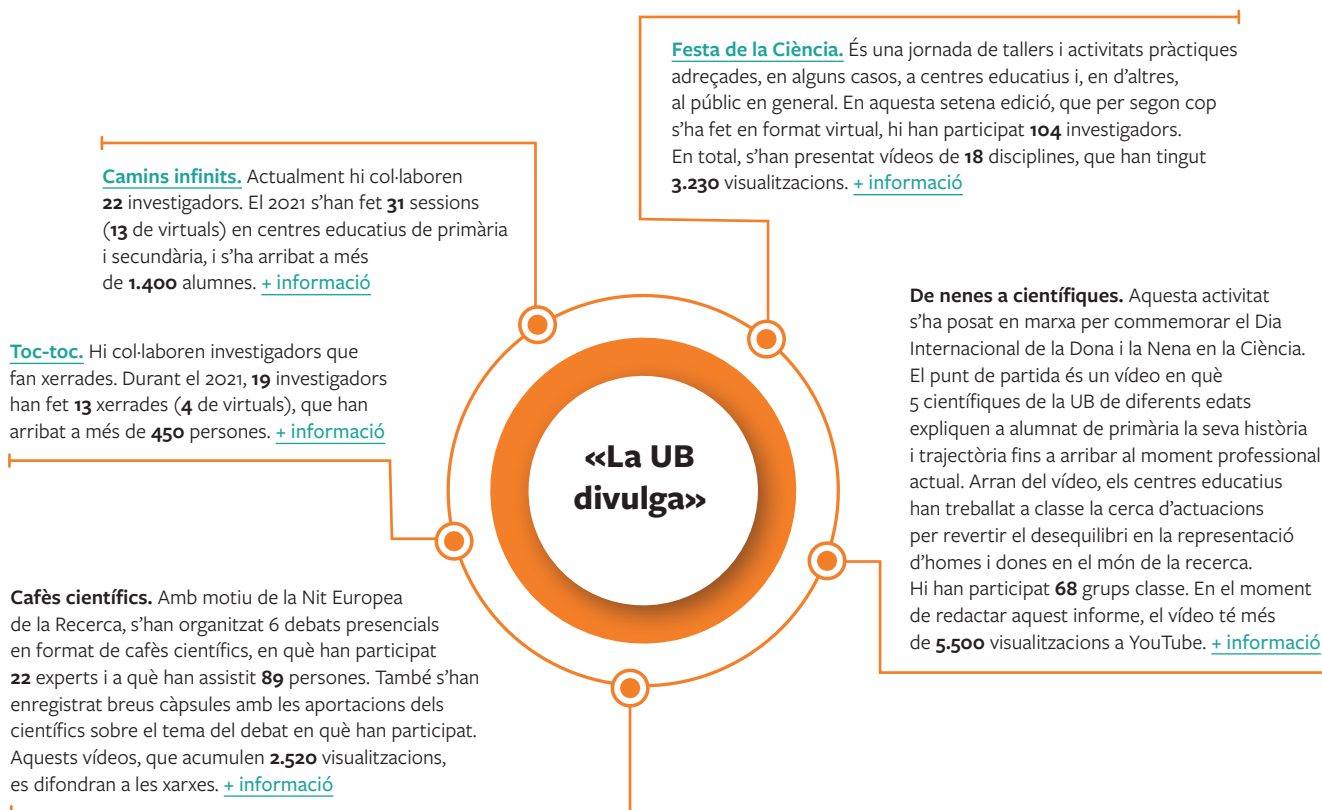 Festa de la Ciència. És una jornada de tallers i activitats pràctiques
adreçades, en alguns casos, a centres educatius i, en d’altres,
al públic en general. En aquesta setena edició, que per segon cop
s’ha fet en format virtual, hi han participat 104 investigadors.
En total, s’han presentat vídeos de 18 disciplines, que han tingut
3.230 visualitzacions. + informació
Camins infinits. Actualment hi col·laboren
22 investigadors. El 2021 s’han fet 31 sessions
(13 de virtuals) en centres educatius de primària
i secundària, i s’ha arribat a més
de 1.400 alumnes. + informació
Toc-toc. Hi col·laboren investigadors que
fan xerrades. Durant el 2021, 19 investigadors
han fet 13 xerrades (4 de virtuals), que han
arribat a més de 450 persones. + informació
«La UB
divulga»
De nenes a científiques. Aquesta activitat
s’ha posat en marxa per commemorar el Dia
Internacional de la Dona i la Nena en la Ciència.
El punt de partida és un vídeo en què
5 científiques de la UB de diferents edats
expliquen a alumnat de primària la seva història
i trajectòria fins a arribar al moment professional
actual. Arran del vídeo, els centres educatius
han treballat a classe la cerca d’actuacions
per revertir el desequilibri en la representació
d’homes i dones en el món de la recerca.
Hi han participat 68 grups classe. En el moment
de redactar aquest informe, el vídeo té més
de 5.500 visualitzacions a YouTube. + informació
Cafès científics. Amb motiu de la Nit Europea
de la Recerca, s’han organitzat 6 debats presencials
en format de cafès científics, en què han participat
22 experts i a què han assistit 89 persones. També s’han
enregistrat breus càpsules amb les aportacions dels
científics sobre el tema del debat en què han participat.
Aquests vídeos, que acumulen 2.520 visualitzacions,
es difondran a les xarxes. + informació